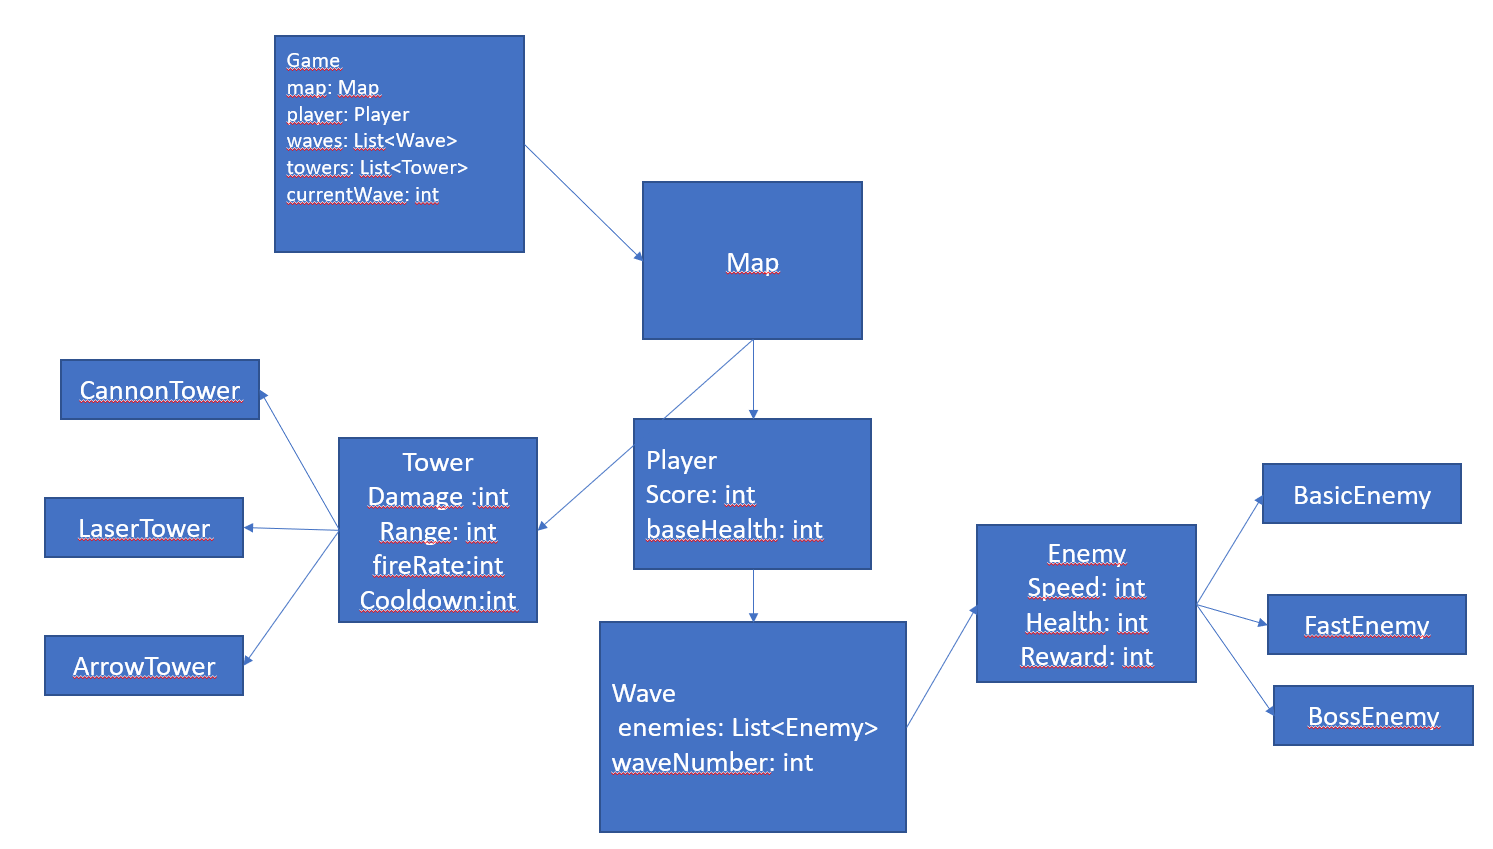 Game
map: Map
player: Player
waves: List<Wave>
towers: List<Tower>
currentWave: int
Map
CannonTower
LaserTower
ArrowTower
Tower
Damage :int
Range: int
fireRate:int
Cooldown:int
Player
Score: int
baseHealth: int
Wave
enemies: List<Enemy>
waveNumber: int
Enemy
Speed: int
Health: int
Reward: int
BasicEnemy
FastEnemy
BossEnemy